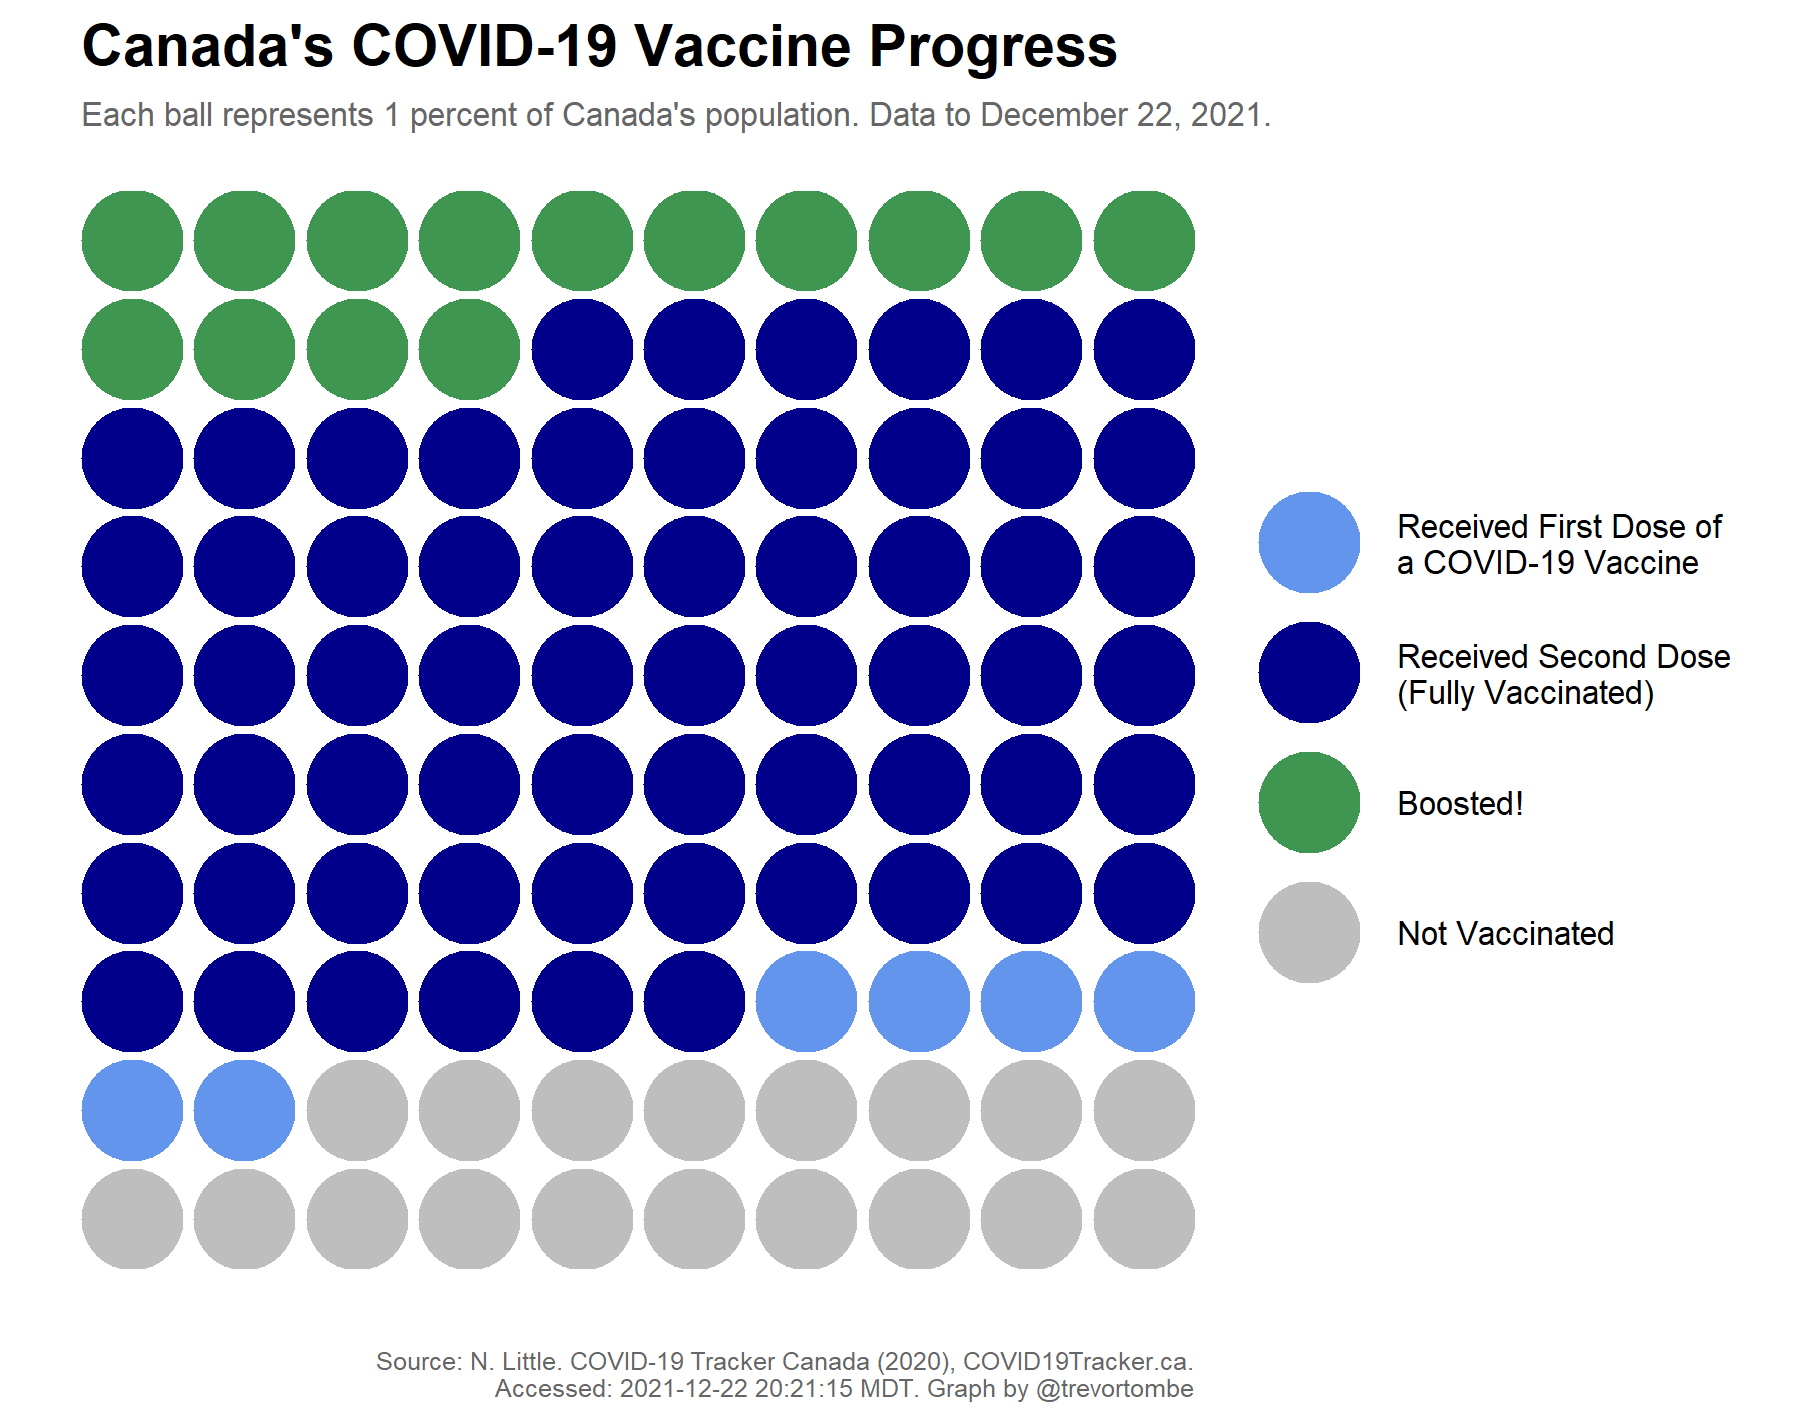 Canada's COVID-19 Vaccine Progress
Each ball represents 1 percent of Canada's population. Data to December 22, 2021.
Received First Dose of
a COVID-19 Vaccine
Received Second Dose
(Fully Vaccinated)
Boosted!
Not Vaccinated
Source: N. Little. COVID-19 Tracker Canada (2020), COVID19Tracker.ca.
Accessed: 2021-12-22 20:21:15 MDT. Graph by @trevortombe